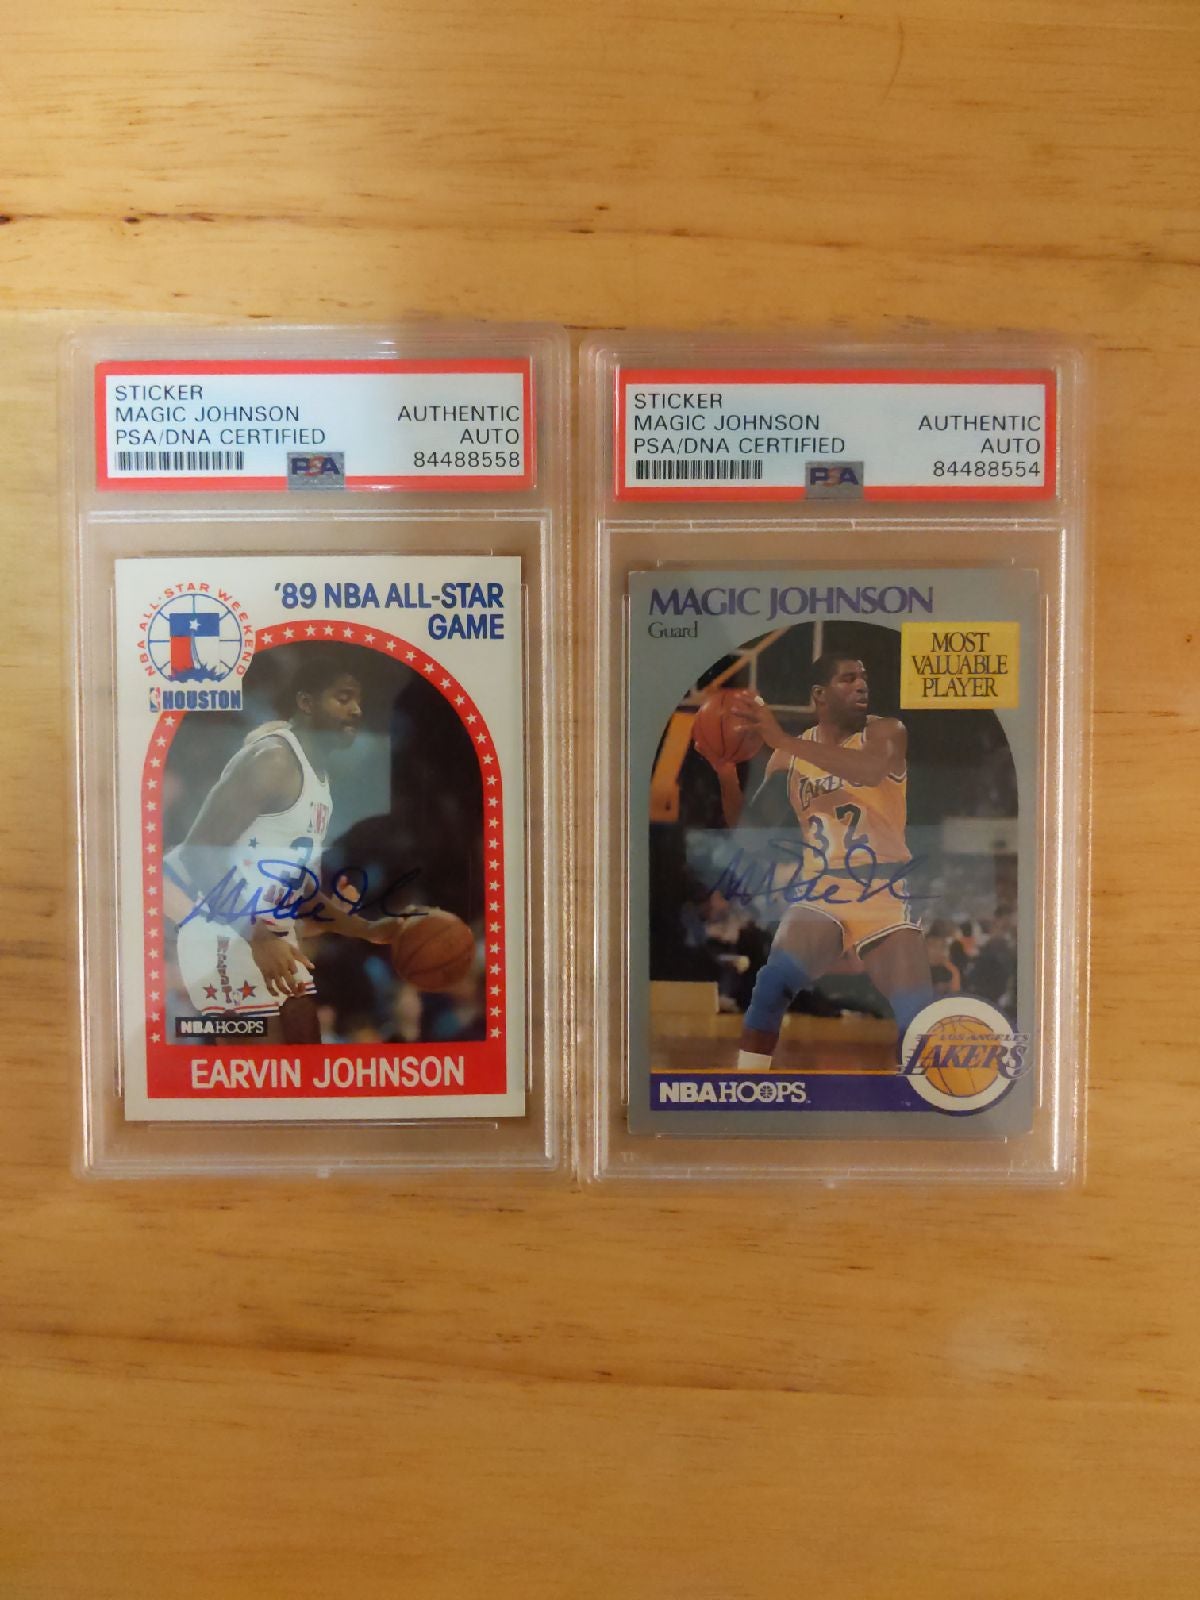 STICKER
MAGIC JOHNSON
PSA/DNA CERTIFIED
AUTHENTIC
AUTO
84488558
PSA
NBA ALL-STAR WEEKEND
HOUSTON
'89 NBA ALL-STAR
GAME
NBA HOOPS
EARVIN JOHNSON
STICKER
MAGIC JOHNSON
PSA/DNA CERTIFIED
AUTHENTIC
AUTO
84488554
PSA
MAGIC JOHNSON
Guard
MOST
VALUABLE
PLAYER
LAKERS
32
LOS ANGELES
LAKERS
NBA HOOPS